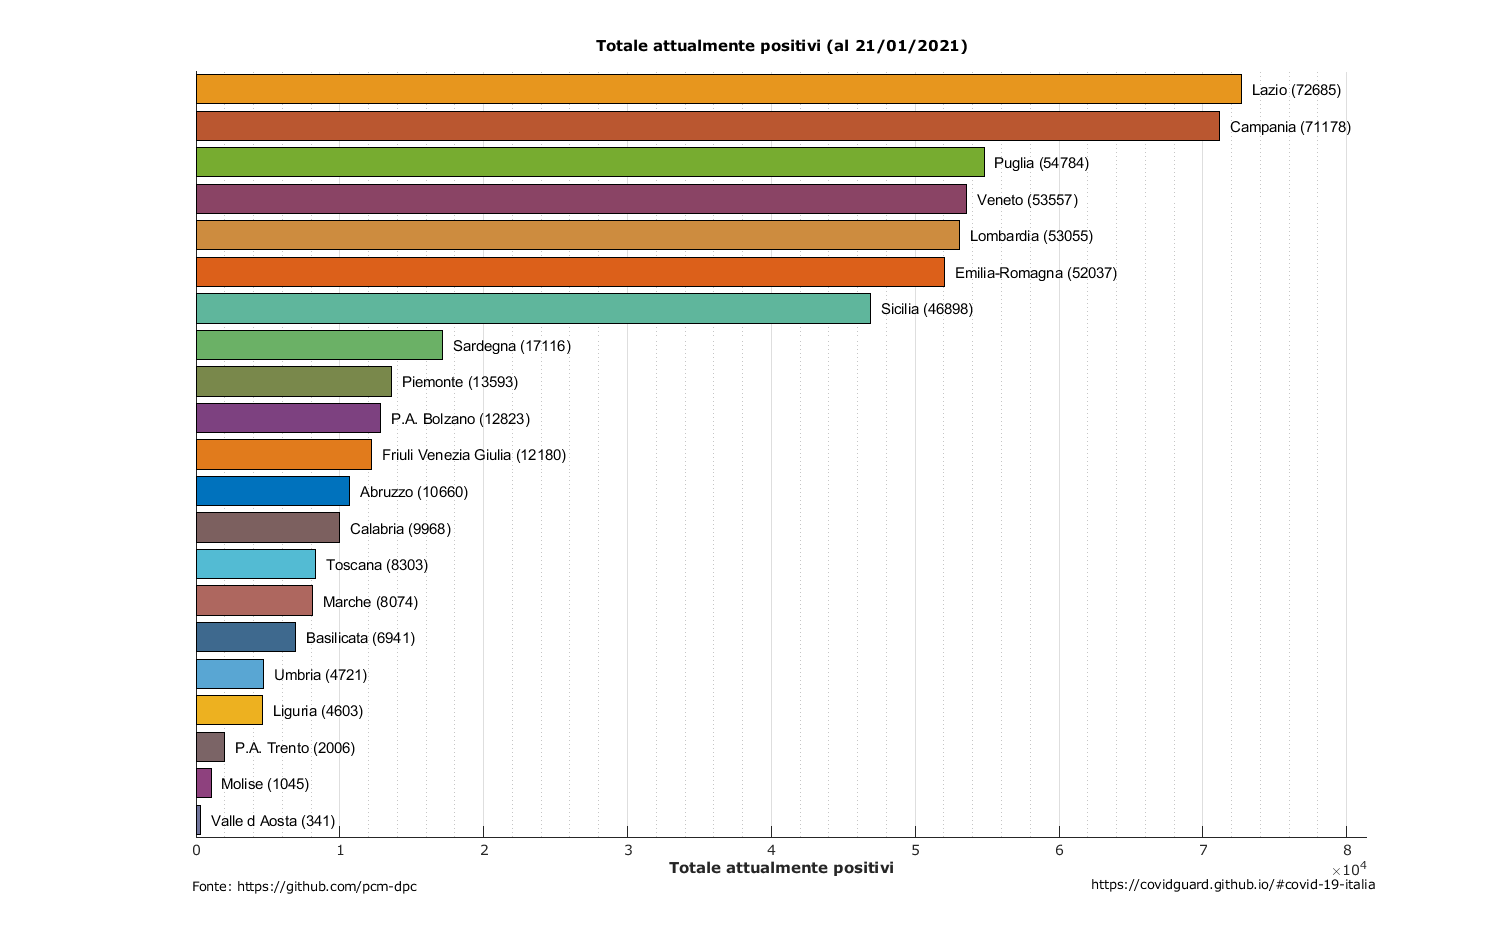 Totale attualmente positivi (al 21/01/2021)
Lazio (72685)
Campania (71178)
Puglia (54784)
Veneto (53557)
Lombardia (53055)
Emilia-Romagna (52037)
Sicilia (46898)
Sardegna (17116)
Piemonte (13593)
P.A. Bolzano (12823)
Friuli Venezia Giulia (12180)
Abruzzo (10660)
Calabria (9968)
Toscana (8303)
Marche (8074)
Basilicata (6941)
Umbria (4721)
Liguria (4603)
P.A. Trento (2006)
Molise (1045)
Valle d Aosta (341)
0 1 2 3 4 5 6 7 8
×10⁴
Totale attualmente positivi
Fonte: https://github.com/pcm-dpc
https://covidguard.github.io/#covid-19-italia